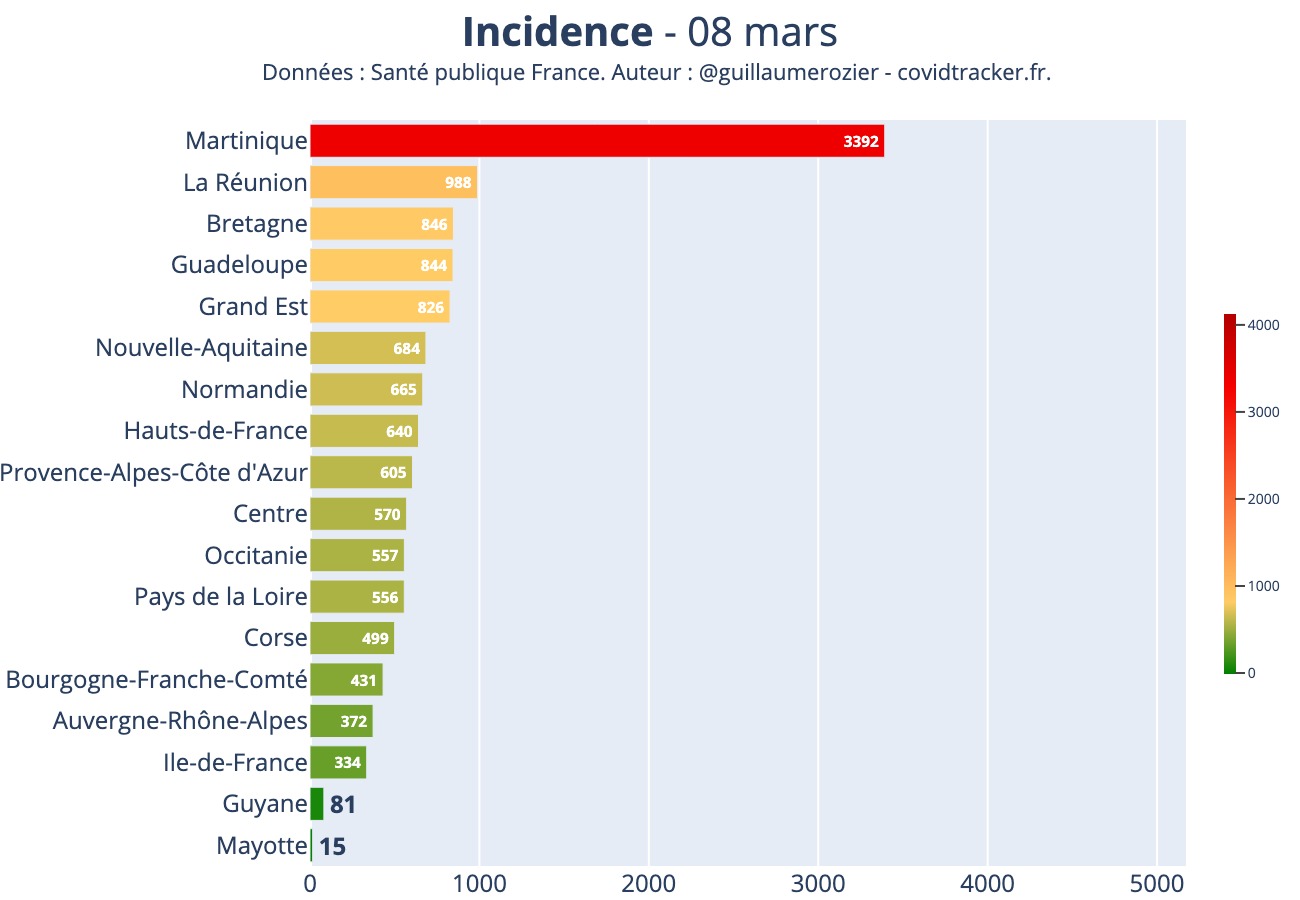 Incidence - 08 mars
Données : Santé publique France. Auteur : @guillaumerozier - covidtracker.fr.
Martinique 3392
La Réunion 988
Bretagne 846
Guadeloupe 844
Grand Est 826
Nouvelle-Aquitaine 684
Normandie 665
Hauts-de-France 640
Provence-Alpes-Côte d'Azur 605
Centre 570
Occitanie 557
Pays de la Loire 556
Corse 499
Bourgogne-Franche-Comté 431
Auvergne-Rhône-Alpes 372
Ile-de-France 334
Guyane 81
Mayotte 15
0 1000 2000 3000 4000 5000
4000
3000
2000
1000
0